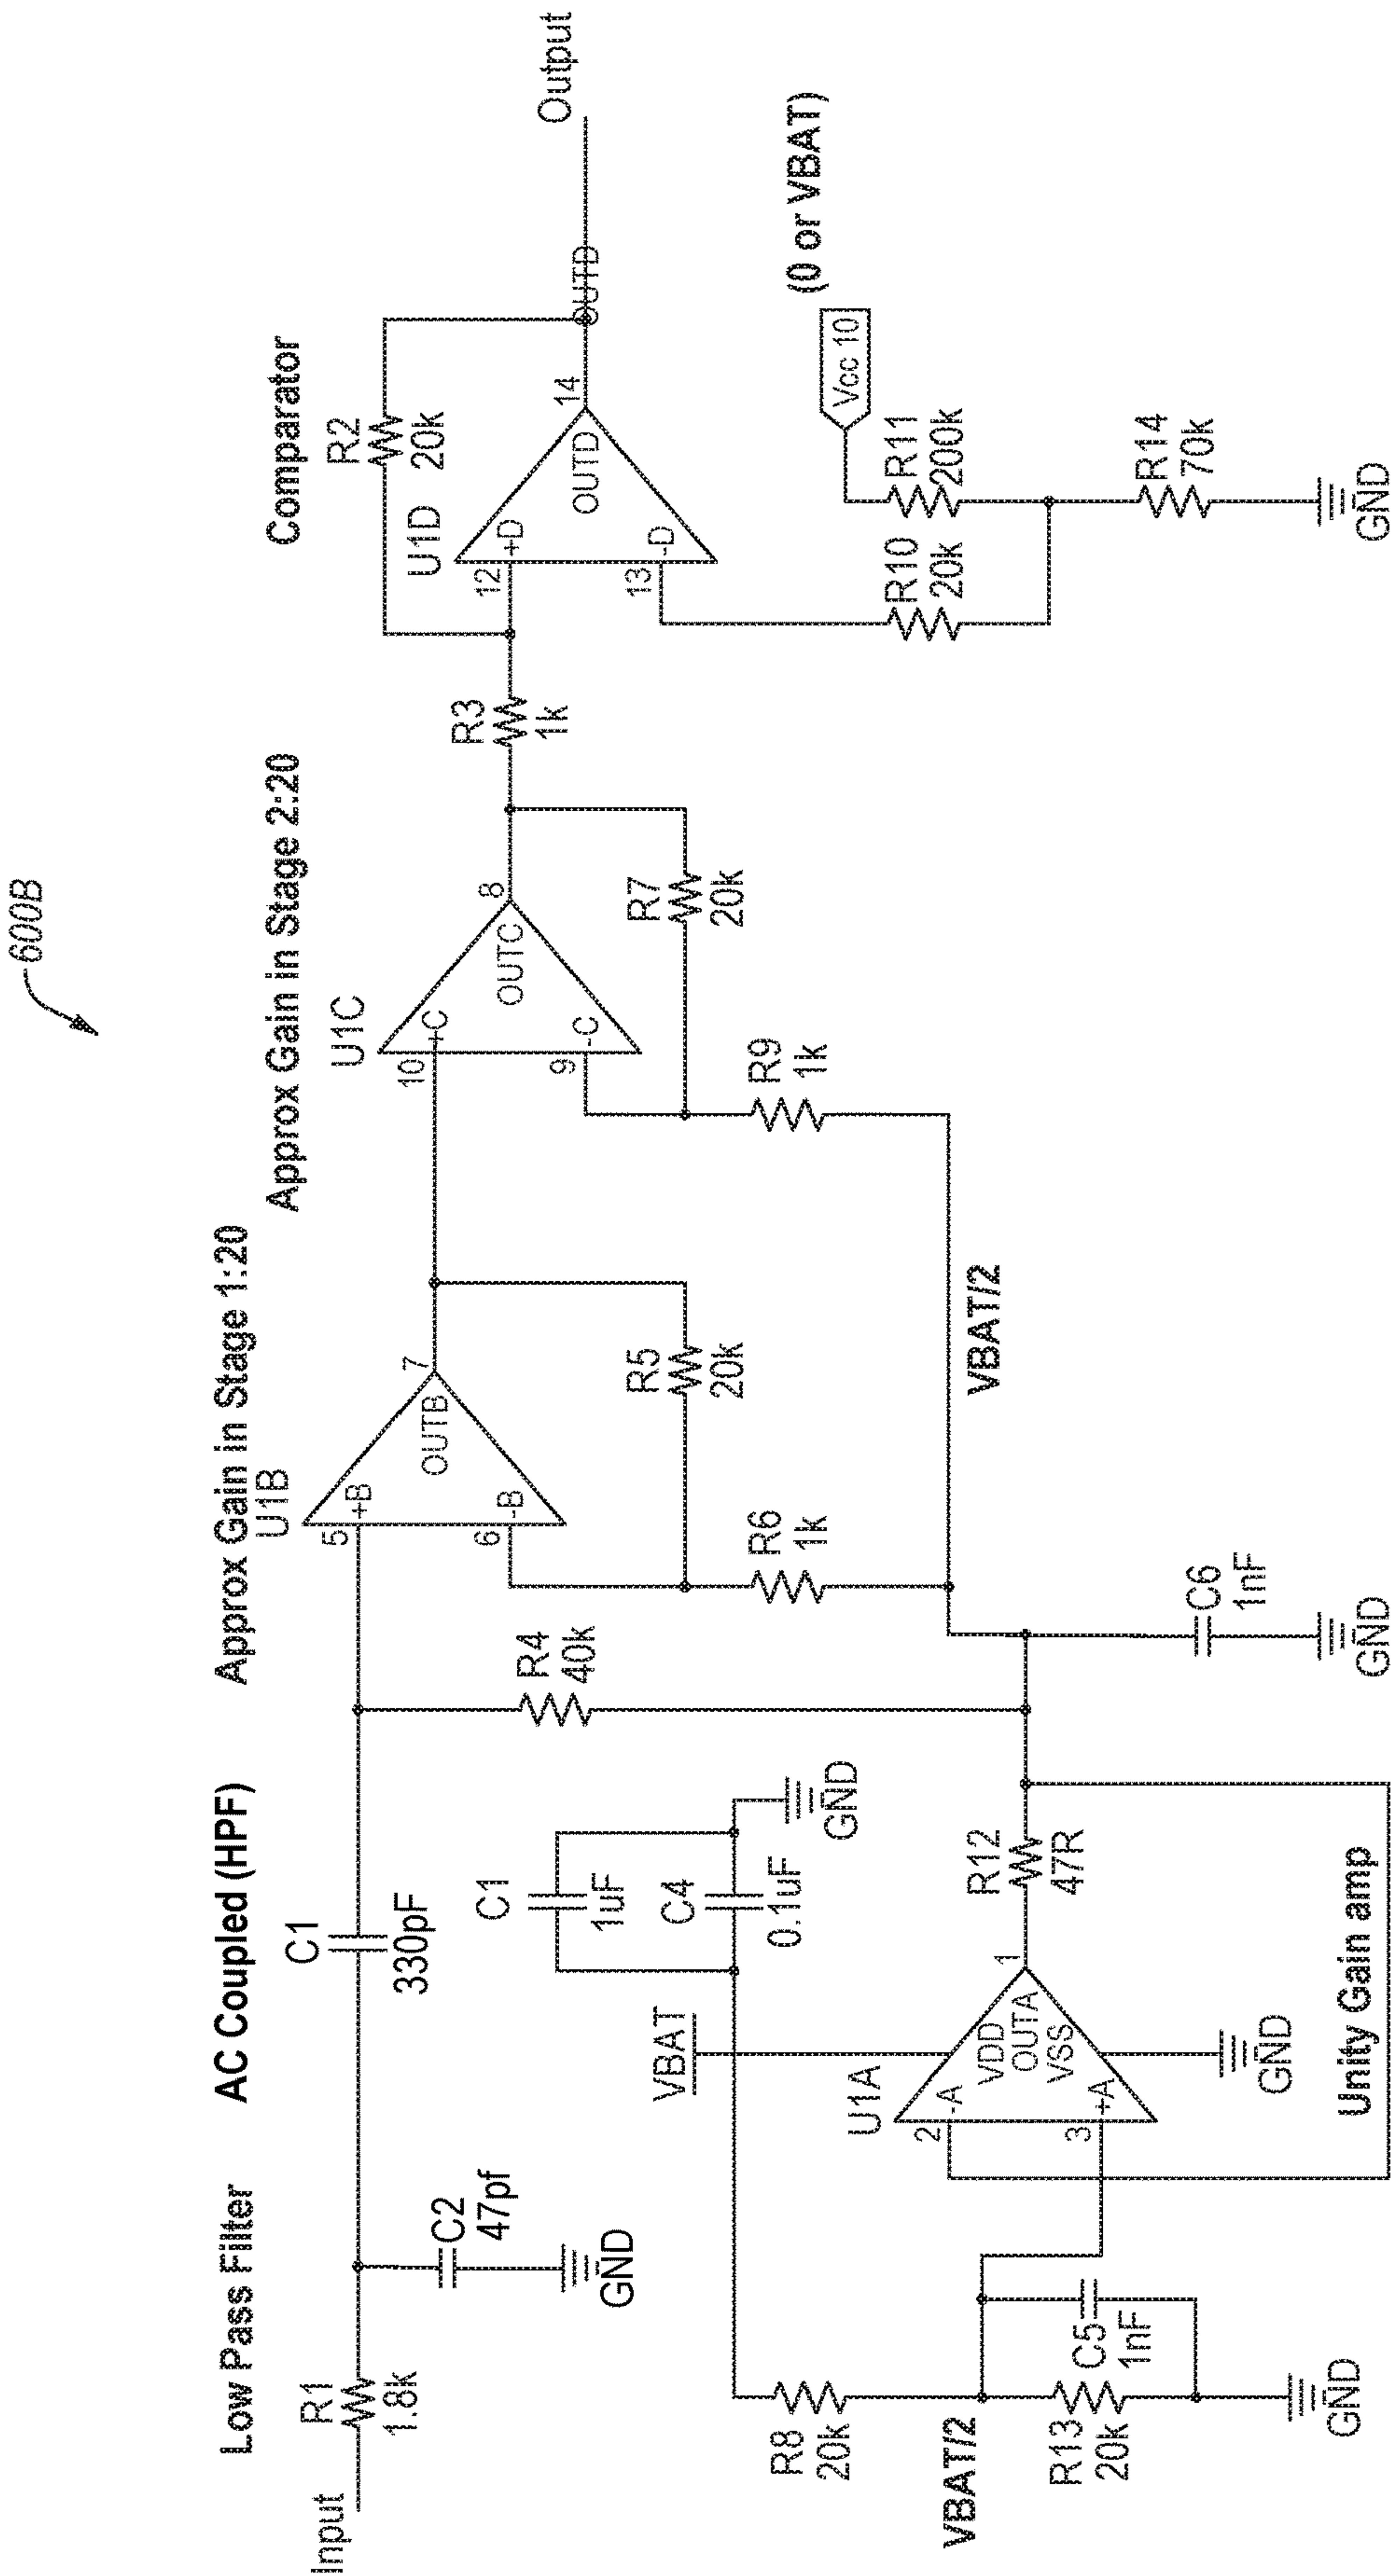 600B
Low Pass Filter
AC Coupled (HPF)
Approx Gain in Stage 1:20
Approx Gain in Stage 2:20
Comparator
Input
R1
1.8k
C2
47pf
GND
C1
330pF
R4
40k
U1B
5
+B
6
-B
OUTB
7
R5
20k
R6
1k
U1C
10
+C
9
-C
OUTC
8
R7
20k
R9
1k
R3
1k
U1D
12
+D
13
-D
OUTD
14
R2
20k
OUTD
Output
(0 or VBAT)
Vcc 10
R10
20k
R11
200k
R14
70k
GND
VBAT/2
C6
1nF
GND
C1
1uF
C4
0.1uF
GND
VBAT
U1A
2
-A
3
+A
VDD
OUTA
VSS
1
GND
R12
47R
Unity Gain amp
R8
20k
VBAT/2
R13
20k
C5
1nF
GND